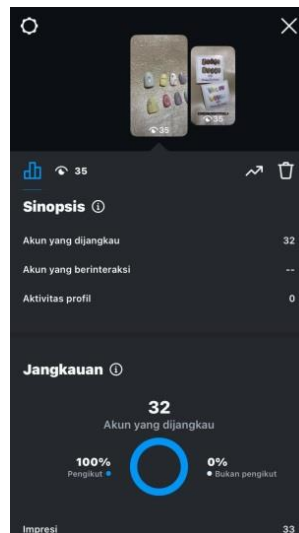 35
35
35
Sinopsis
Akun yang dijangkau 32
Akun yang berinteraksi --
Aktivitas profil 0
Jangkauan
32
Akun yang dijangkau
100% 0%
Pengikut Bukan pengikut
Impresi 33